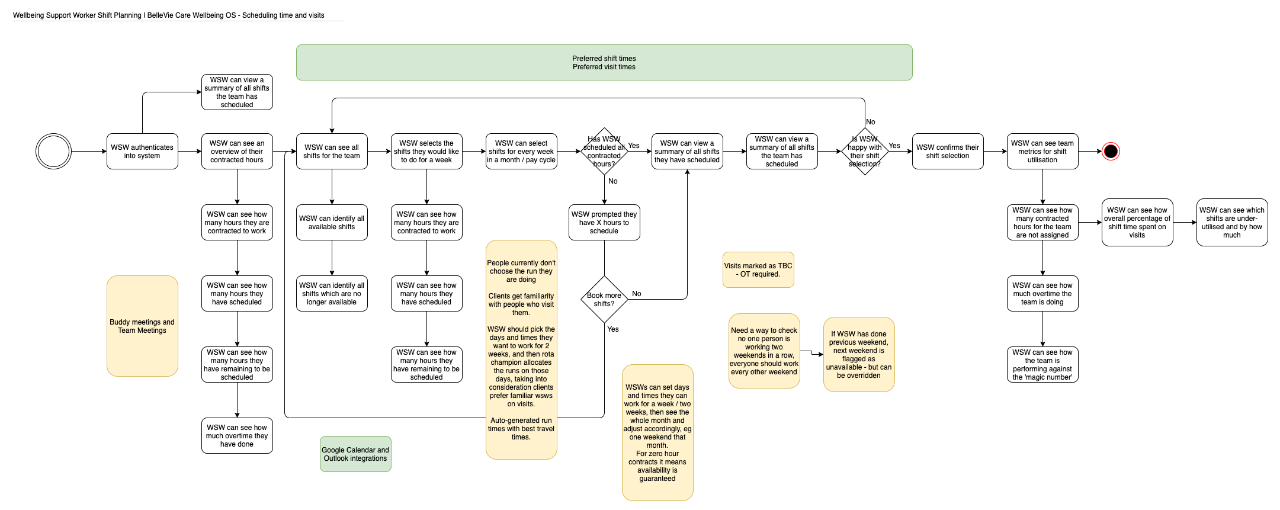 Wellbeing Support Worker Shift Planning | BelleVie Care Wellbeing OS - Scheduling time and visits
Preferred shift times
Preferred visit times
WSW can view a
summary of all shifts
the team has
scheduled
WSW authenticates
into system
WSW can see an
overview of their
contracted hours
WSW can see all
shifts for the team
WSW selects the
shifts they would like
to do for a week
WSW can select
shifts for every week
in a month / pay cycle
Has WSW
scheduled all
contracted
hours?
Yes
No
WSW can view a
summary of all shifts
they have scheduled
WSW can view a
summary of all shifts
the team has
scheduled
No
Is WSW
happy with
their shift
selection?
Yes
WSW confirms their
shift selection
WSW can see team
metrics for shift
utilisation
WSW can see how
many hours they are
contracted to work
WSW can identify all
available shifts
WSW can see how
many hours they are
contracted to work
WSW prompted they
have X hours to
schedule
WSW can see how
many contracted
hours for the team
are not assigned
WSW can see how
overall percentage of
shift time spent on
visits
WSW can see which
shifts are under-
utilised and by how
much
Buddy meetings and
Team Meetings
WSW can see how
many hours they
have scheduled
WSW can identify all
shifts which are no
longer available
WSW can see how
many hours they
have scheduled
People currently don't
choose the run they
are doing
Clients get familiarity
with people who visit
them.
WSW should pick the
days and times they
want to work for 2
weeks, and then rota
champion allocates
the runs on those
days, taking into
consideration clients
prefer familiar wsws
on visits.
Auto-generated run
times with best travel
times.
Book more
shifts?
No
Yes
Visits marked as TBC
- OT required.
Need a way to check
no one person is
working two
weekends in a row,
everyone should work
every other weekend
If WSW has done
previous weekend,
next weekend is
flagged as
unavailable - but can
be overridden
WSW can see how
much overtime the
team is doing
WSW can see how
many hours they
have remaining to be
scheduled
WSW can see how
many hours they
have remaining to be
scheduled
WSW can see how
the team is
performing against
the 'magic number'
WSWs can set days
and times they can
work for a week / two
weeks, then see the
whole month and
adjust accordingly, eg
one weekend that
month.
For zero hour
contracts it means
availability is
guaranteed
WSW can see how
much overtime they
have done
Google Calendar and
Outlook integrations